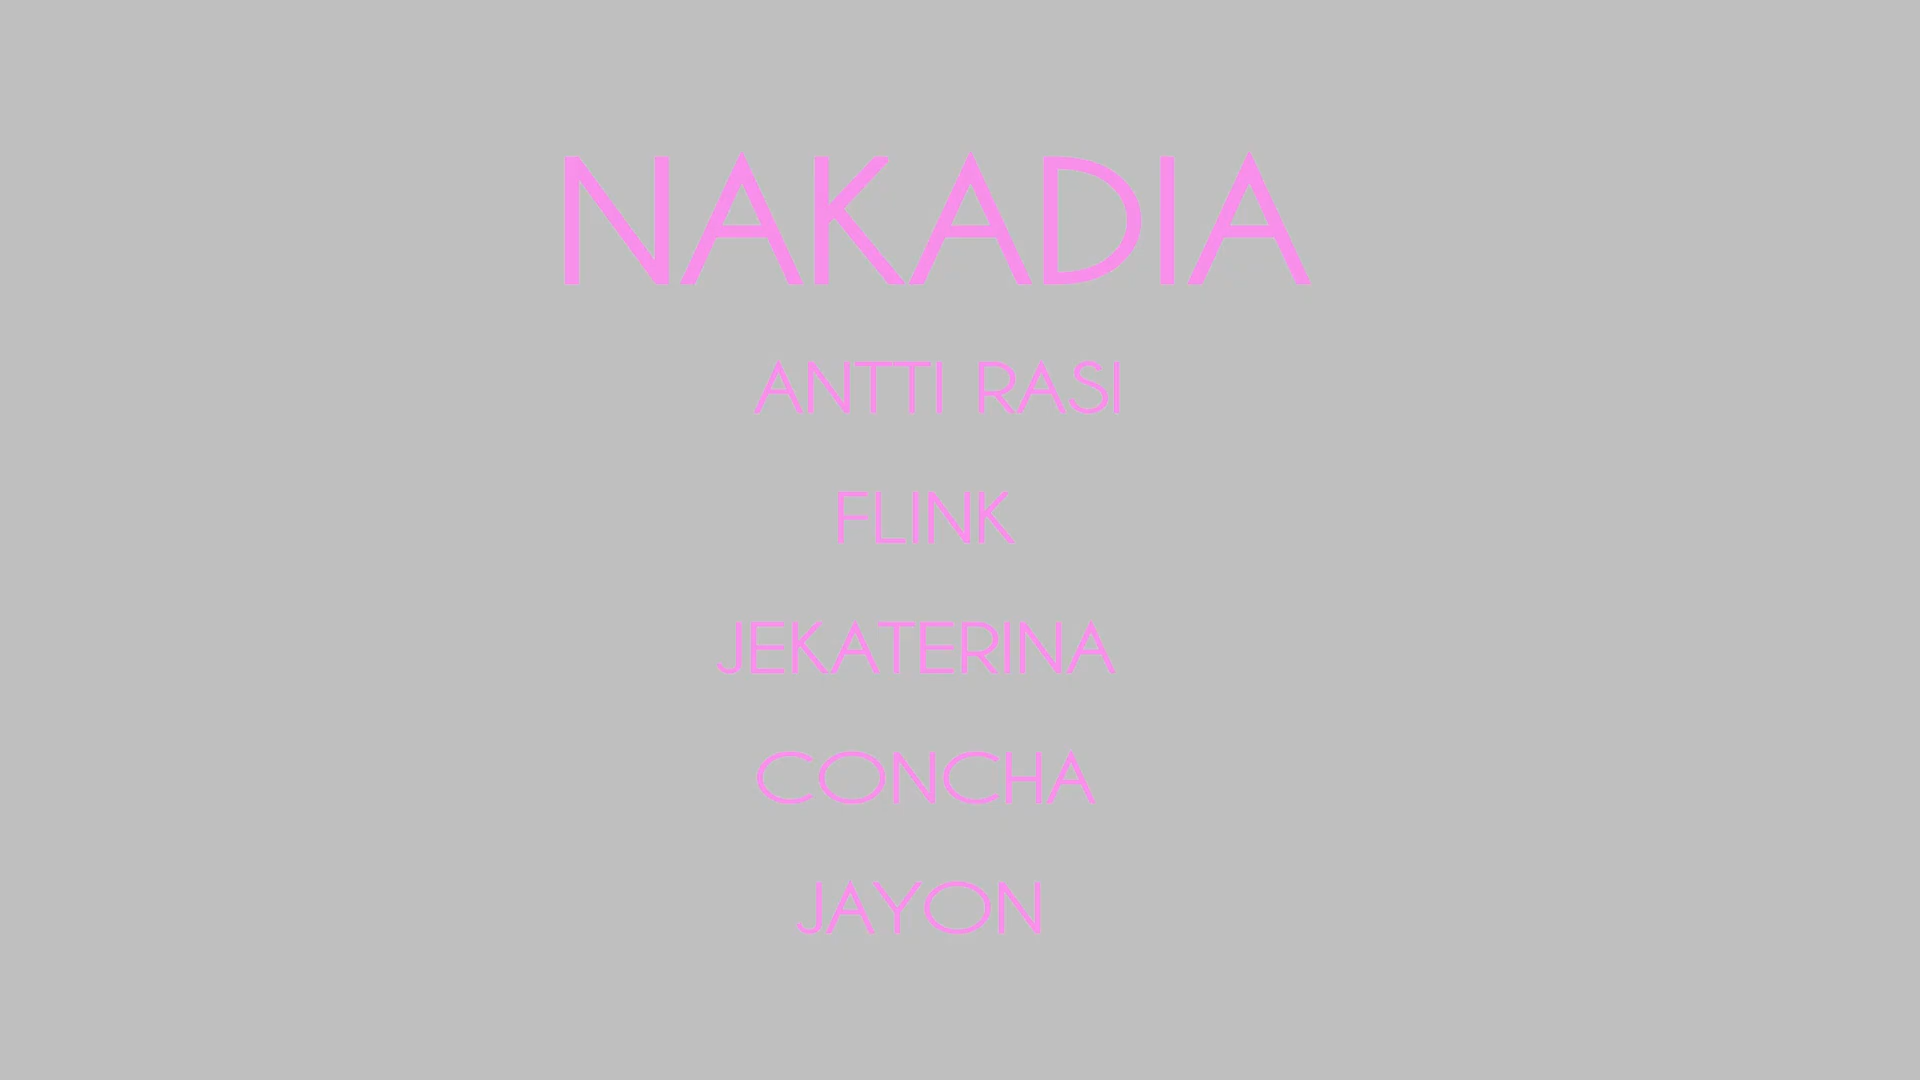 NAKADIA
ANTTI RASI
FLINK
JEKATERINA
CONCHA
JAYON